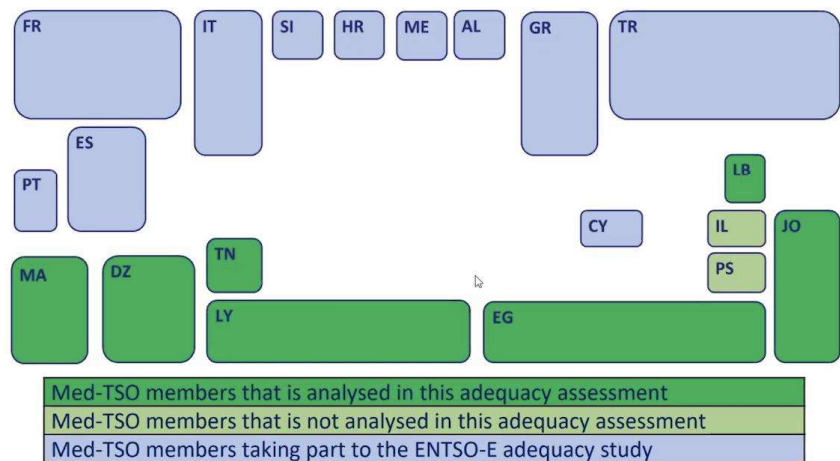 FR
IT
SI
HR
ME
AL
GR
TR
ES
PT
LB
CY
IL
JO
PS
TN
MA
DZ
LY
EG
Med-TSO members that is analysed in this adequacy assessment
Med-TSO members that is not analysed in this adequacy assessment
Med-TSO members taking part to the ENTSO-E adequacy study